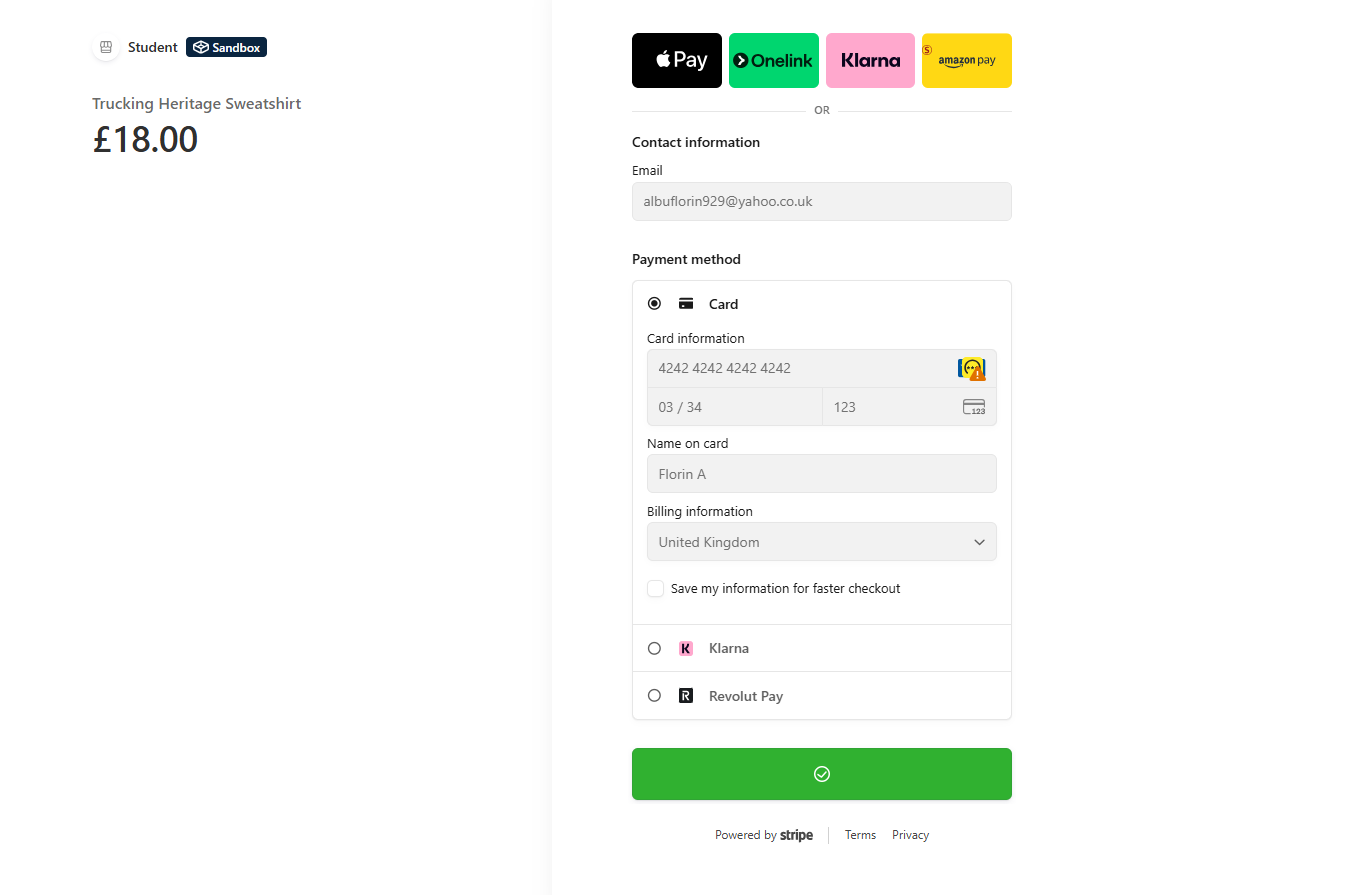 Student Sandbox
Trucking Heritage Sweatshirt
£18.00
Pay Onelink Klarna amazon pay
S
OR
Contact information
Email
albuflorin929@yahoo.co.uk
Payment method
Card
Card information
4242 4242 4242 4242
03 / 34 123
123
Name on card
Florin A
Billing information
United Kingdom
Save my information for faster checkout
K Klarna
R Revolut Pay
Powered by stripe Terms Privacy